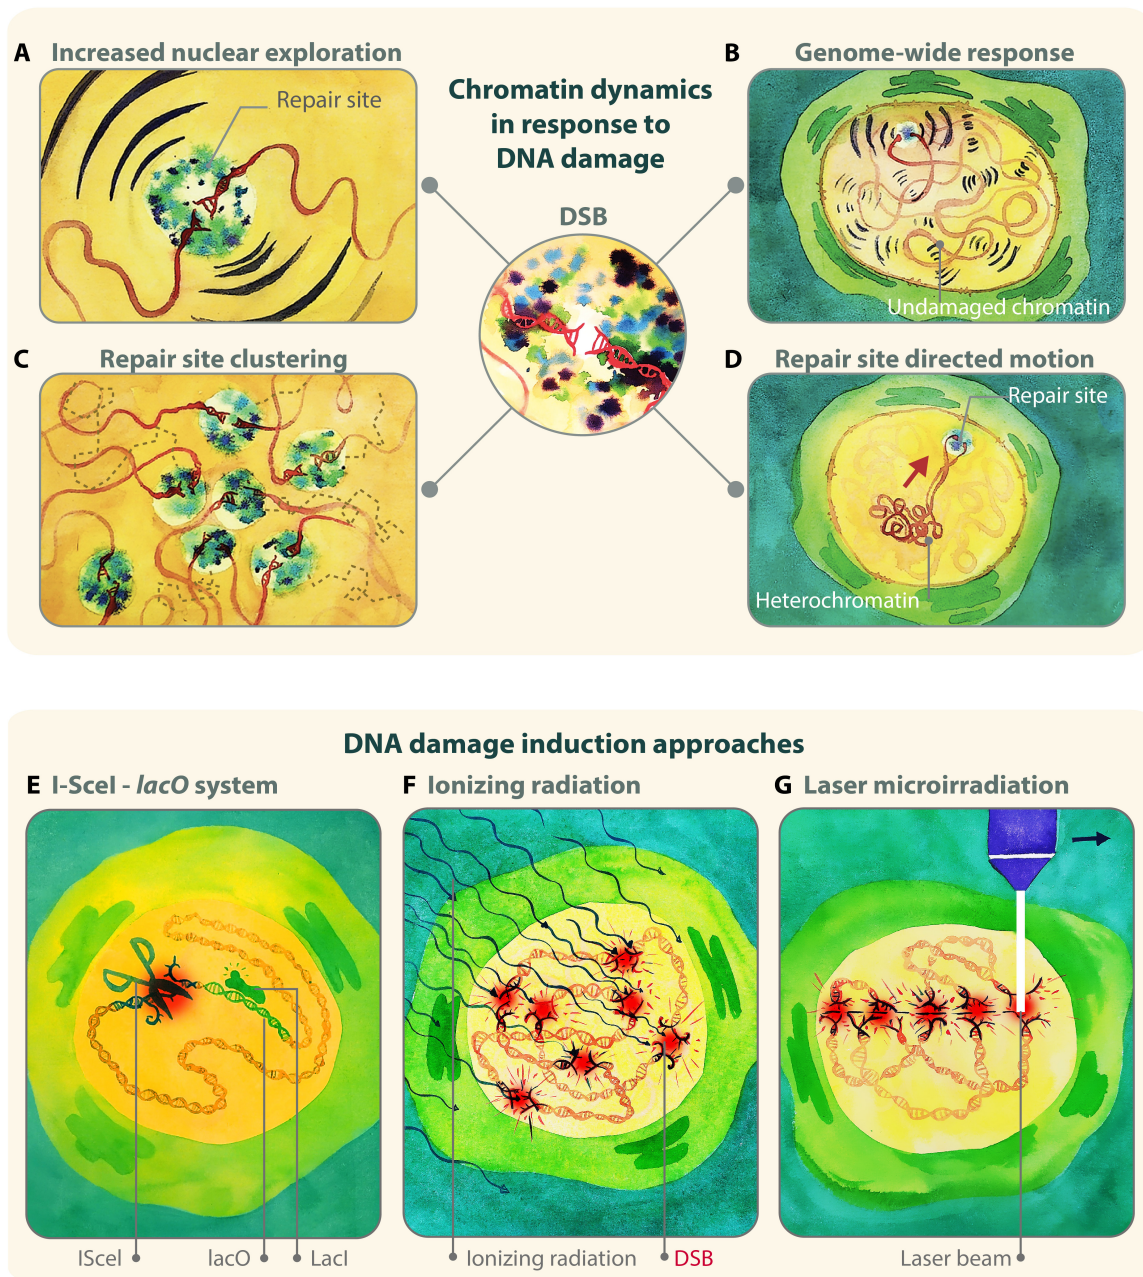 A Increased nuclear exploration
Repair site
Chromatin dynamics
in response to
DNA damage
DSB
B Genome-wide response
Undamaged chromatin
C Repair site clustering
D Repair site directed motion
Repair site
Heterochromatin
DNA damage induction approaches
E I-SceI - lacO system
F Ionizing radiation
G Laser microirradiation
ISceI
lacO
LacI
Ionizing radiation
DSB
Laser beam